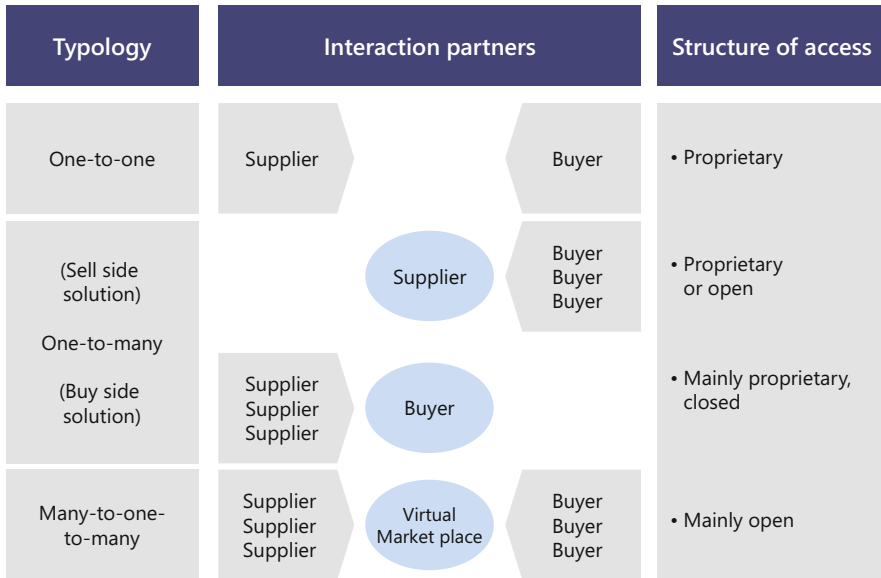 Typology
Interaction partners
Structure of access
One-to-one
Supplier
Buyer
• Proprietary
(Sell side
solution)
One-to-many
(Buy side
solution)
Supplier
Buyer
Buyer
Buyer
• Proprietary
or open
Supplier
Supplier
Supplier
Buyer
• Mainly proprietary,
closed
Many-to-one-
to-many
Supplier
Supplier
Supplier
Virtual
Market place
Buyer
Buyer
Buyer
• Mainly open